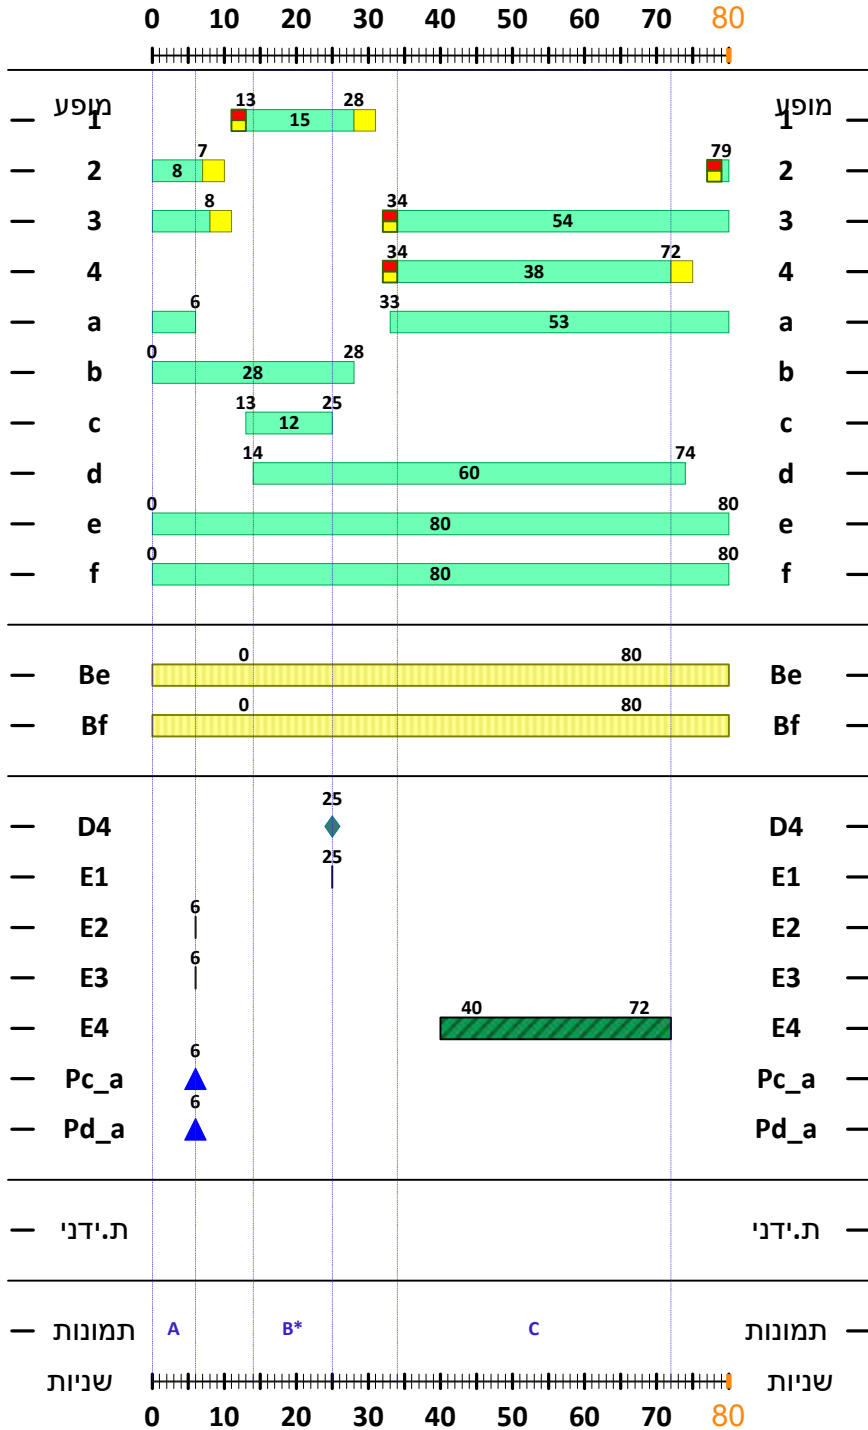 0 10 20 30 40 50 60 70 80
מופע מופע
13 28
1 15 1
7 79
2 8 2
8 34
3 54 3
34 72
4 38 4
6 33
a 53 a
0 28
b 28 b
13 25
c 12 c
14 74
d 60 d
0 80
e 80 e
0 80
f 80 f
0 80
Be Be
0 80
Bf Bf
25
D4 D4
25
E1 E1
6
E2 E2
6
E3 E3
40 72
E4 E4
6
Pc_a Pc_a
6
Pd_a Pd_a
ת.ידני ת.ידני
תמונות A B* C תמונות
שניות שניות
0 10 20 30 40 50 60 70 80